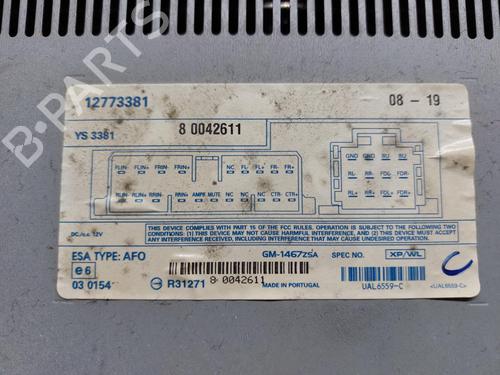 B-PARTS
12773381
08 - 19
YS 3381
8 0042611
FLIN- FLIN+ FRIN- FRIN+ NC FL- FL+ FR- FR+
RLIN- RLIN+ RRIN- RRIN+ AMPR MUTE NC NC CTR- CTR+
GND GND RU- RU-
RL- RR- FDL- FDR-
RL+ RR+ FDL+ FDR+
DC 12V
THIS DEVICE COMPLIES WITH PART 15 OF THE FCC RULES. OPERATION IS SUBJECT TO THE FOLLOWING TWO
CONDITIONS: (1) THIS DEVICE MAY NOT CAUSE HARMFUL INTERFERENCE, AND (2) THIS DEVICE MUST ACCEPT
ANY INTERFERENCE RECEIVED, INCLUDING INTERFERENCE THAT MAY CAUSE UNDESIRED OPERATION.
ESA TYPE: AFO
GM-1467ZSA
SPEC NO.
XP/WL
e6
03 0154
R31271
8 0042611
MADE IN PORTUGAL
UAL6559-C
<UAL6559-C>